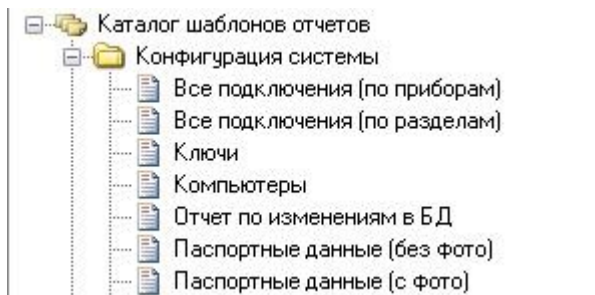 Каталог шаблонов отчетов
Конфигурация системы
Все подключения (по приборам)
Все подключения (по разделам)
Ключи
Компьютеры
Отчет по изменениям в БД
Паспортные данные (без фото)
Паспортные данные (с фото)